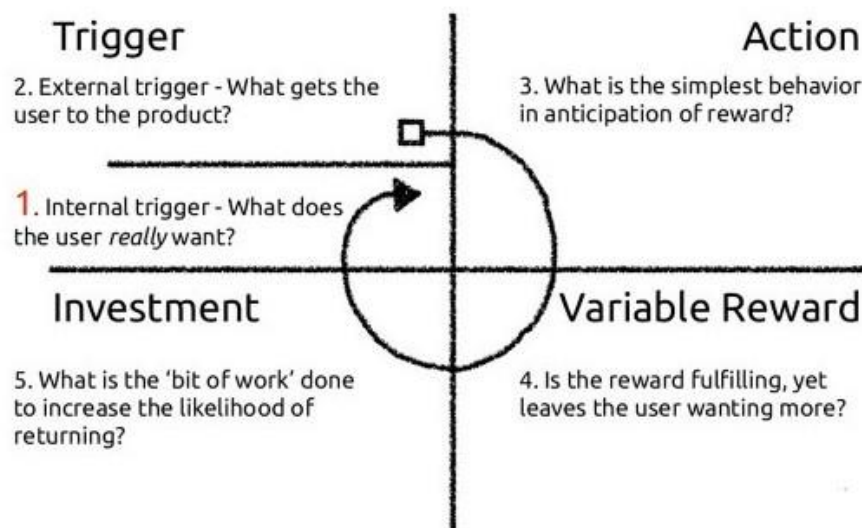 Trigger
2. External trigger - What gets the
user to the product?
1. Internal trigger - What does
the user really want?
Action
3. What is the simplest behavior
in anticipation of reward?
Investment
5. What is the ‘bit of work’ done
to increase the likelihood of
returning?
Variable Reward
4. Is the reward fulfilling, yet
leaves the user wanting more?